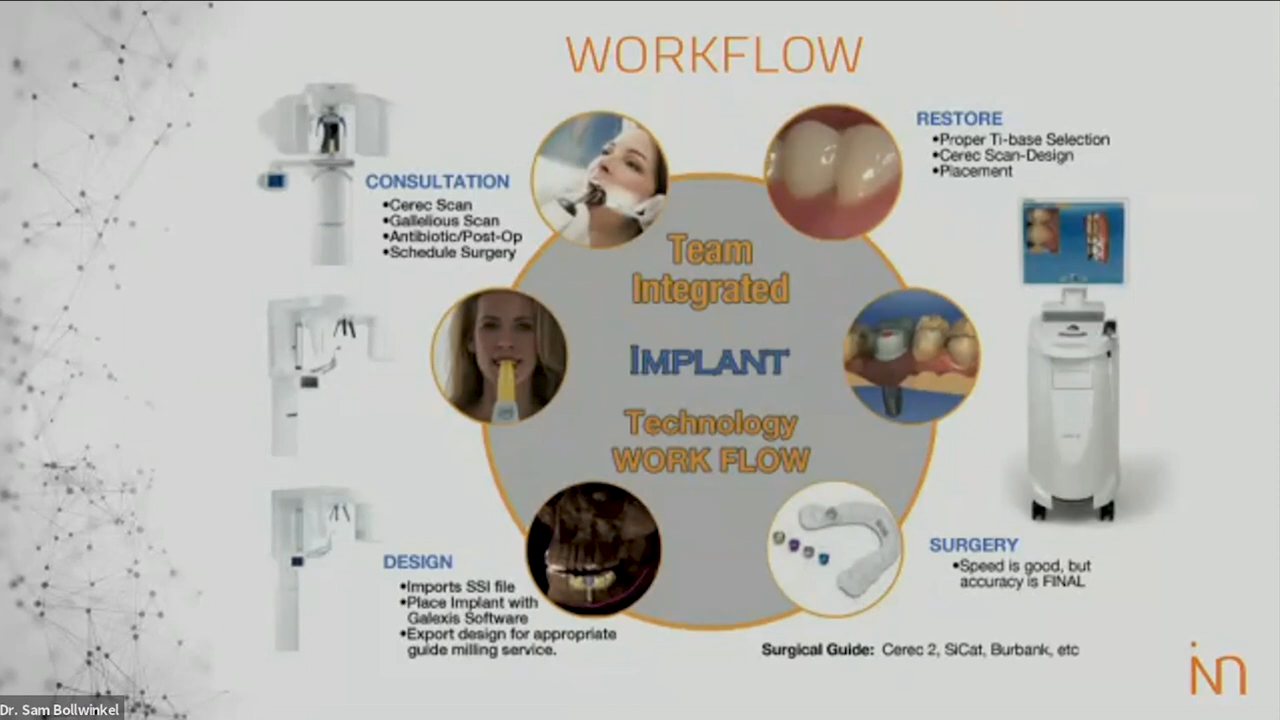 WORKFLOW
CONSULTATION
•Cerec Scan
•Gallelious Scan
•Antibiotic/Post-Op
•Schedule Surgery
RESTORE
•Proper Ti-base Selection
•Cerec Scan-Design
•Placement
Team
Integrated
IMPLANT
Technology
WORK FLOW
DESIGN
•Imports SSI file
•Place Implant with
Galexis Software
•Export design for appropriate
guide milling service.
SURGERY
•Speed is good, but
accuracy is FINAL
Surgical Guide: Cerec 2, SiCat, Burbank, etc
in
Dr. Sam Bollwinkel